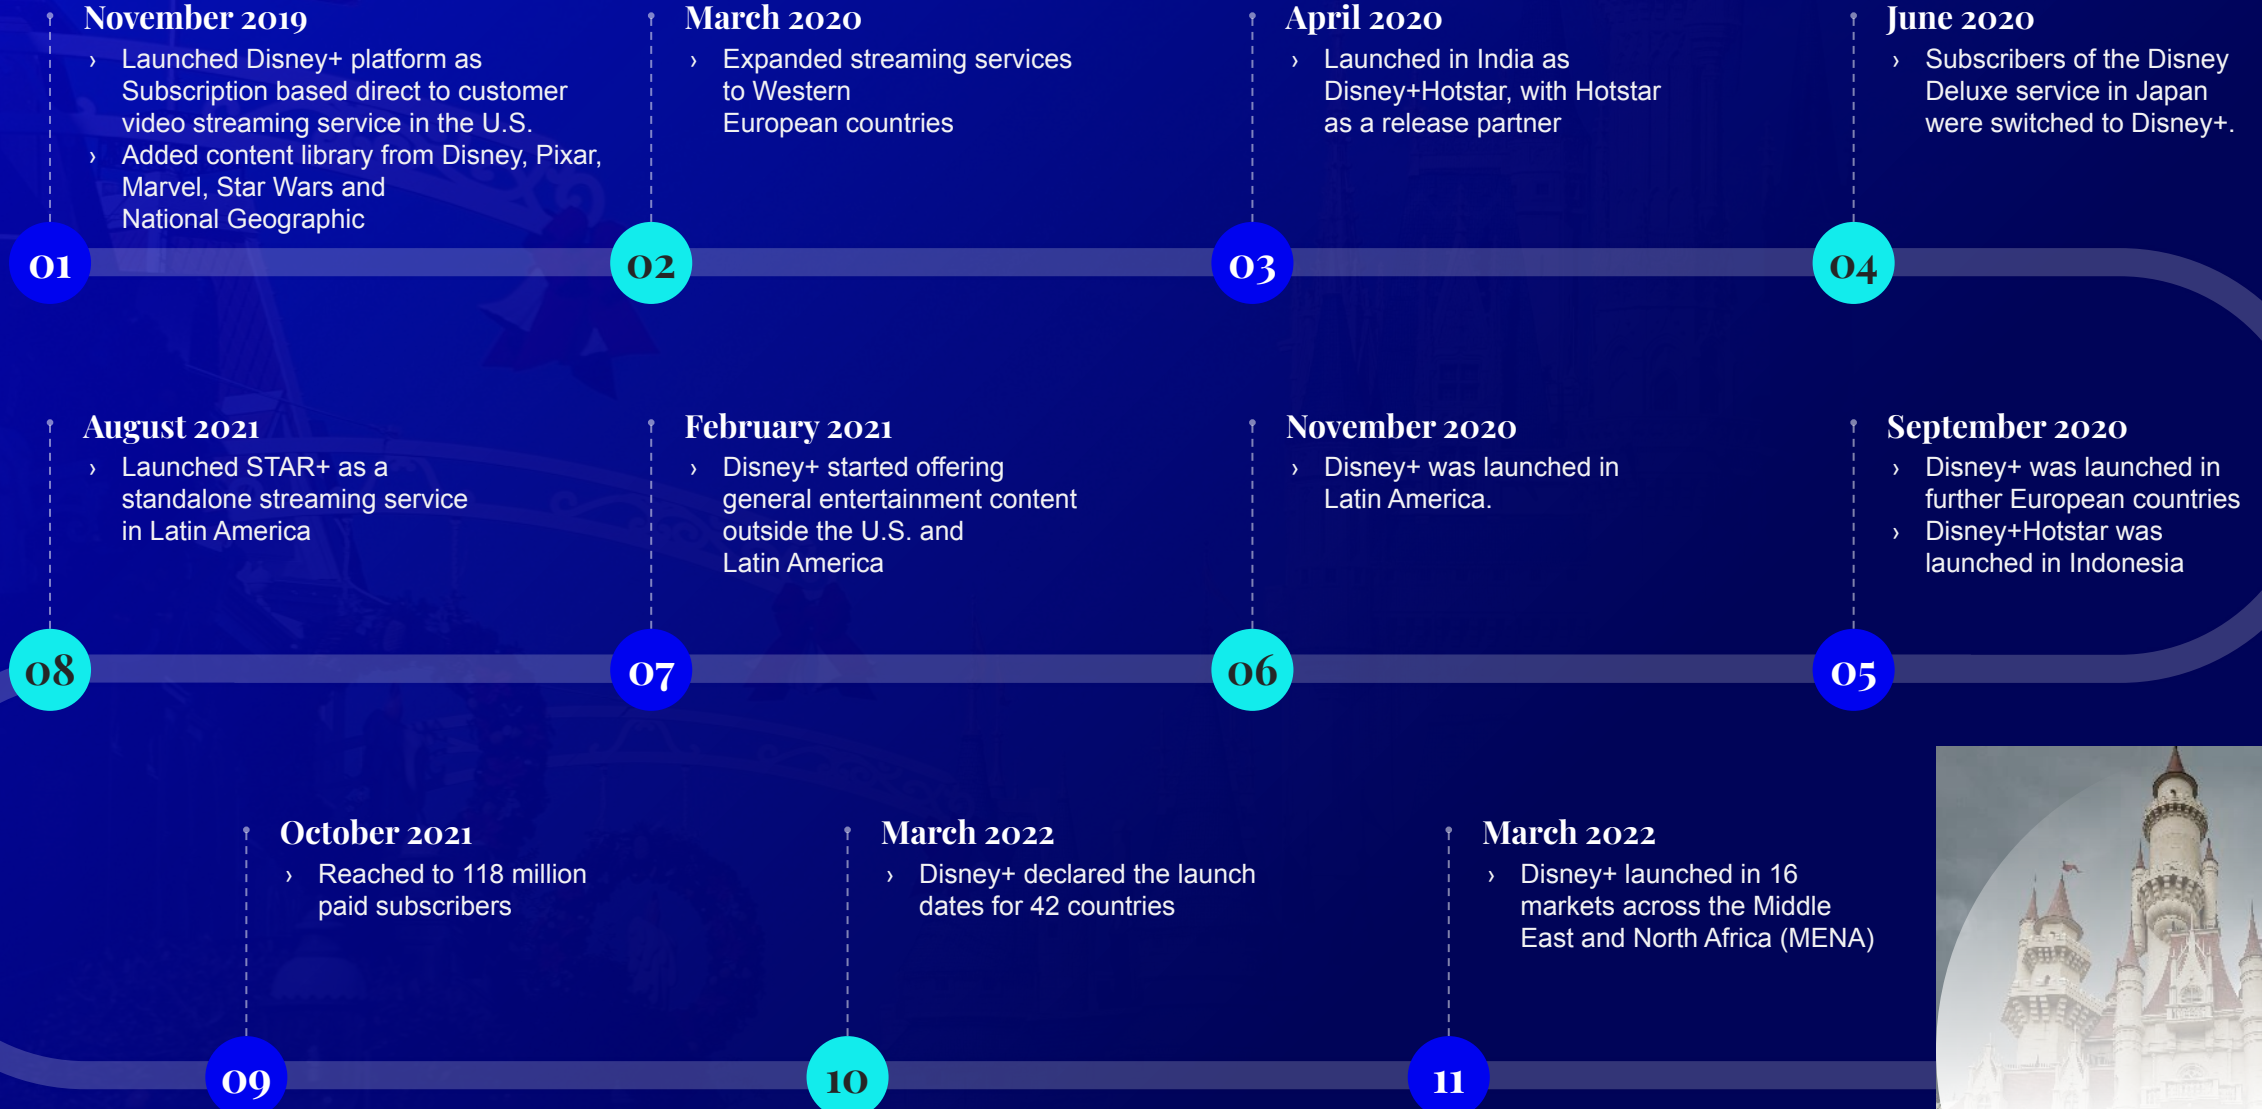 November 2019
› Launched Disney+ platform as
Subscription based direct to customer
video streaming service in the U.S.
› Added content library from Disney, Pixar,
Marvel, Star Wars and
National Geographic
01
March 2020
› Expanded streaming services
to Western
European countries
02
April 2020
› Launched in India as
Disney+Hotstar, with Hotstar
as a release partner
03
June 2020
› Subscribers of the Disney
Deluxe service in Japan
were switched to Disney+.
04
September 2020
› Disney+ was launched in
further European countries
› Disney+Hotstar was
launched in Indonesia
05
November 2020
› Disney+ was launched in
Latin America.
06
February 2021
› Disney+ started offering
general entertainment content
outside the U.S. and
Latin America
07
August 2021
› Launched STAR+ as a
standalone streaming service
in Latin America
08
October 2021
› Reached to 118 million
paid subscribers
09
March 2022
› Disney+ declared the launch
dates for 42 countries
10
March 2022
› Disney+ launched in 16
markets across the Middle
East and North Africa (MENA)
11